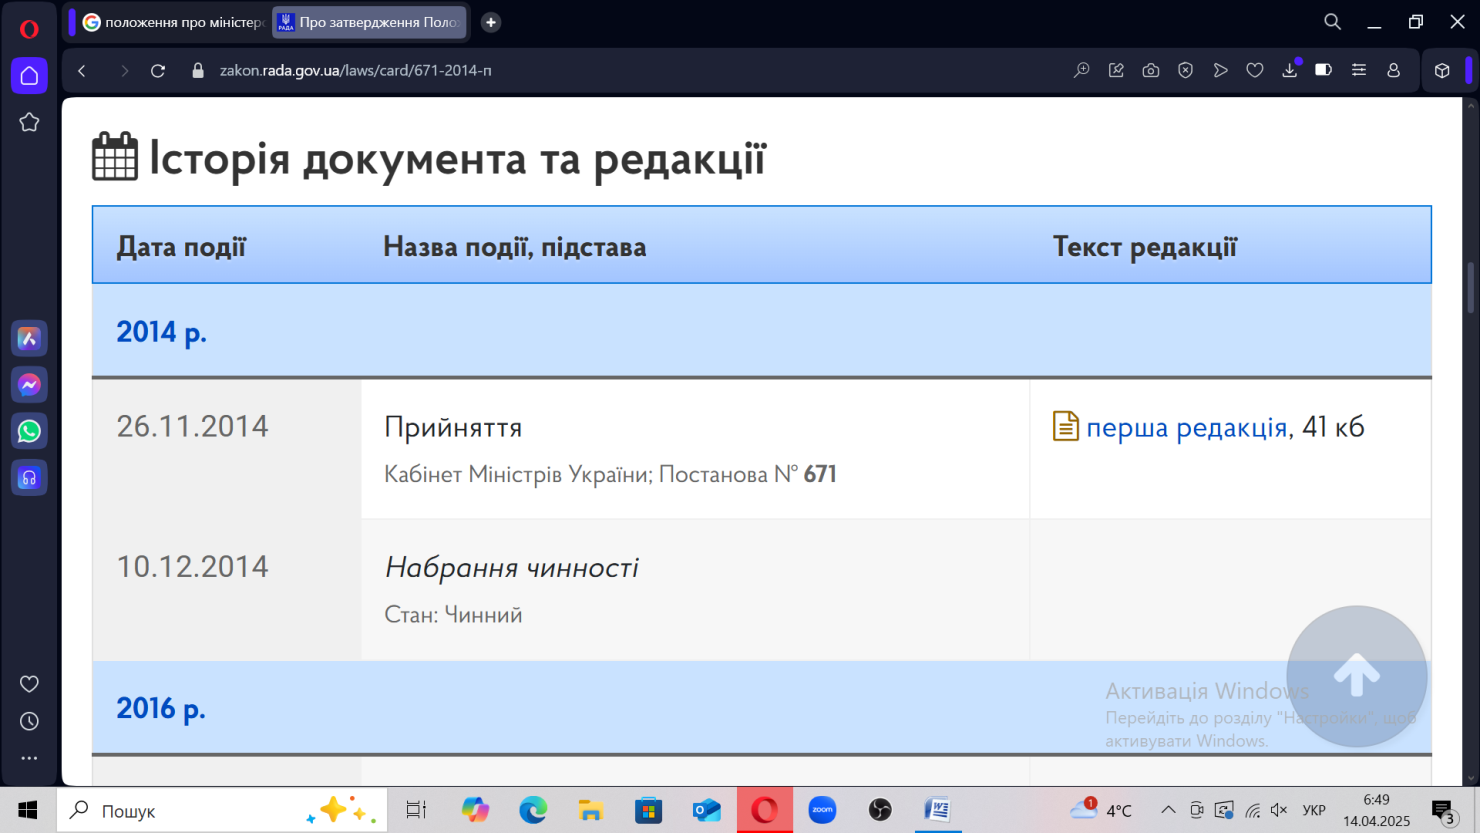 положення про міністер
Про затвердження Поло
zakon.rada.gov.ua/laws/card/671-2014-п
Історія документа та редакції
Дата події Назва події, підстава Текст редакції
2014 р.
26.11.2014 Прийняття перша редакція, 41 кб
Кабінет Міністрів України; Постанова № 671
10.12.2014 Набрання чинності
Стан: Чинний
2016 р.
Активація Windows
Перейдіть до розділу "Настройки", щоб
активувати Windows.
Пошук
zoom
1
4°C
УКР
6:49
14.04.2025
3